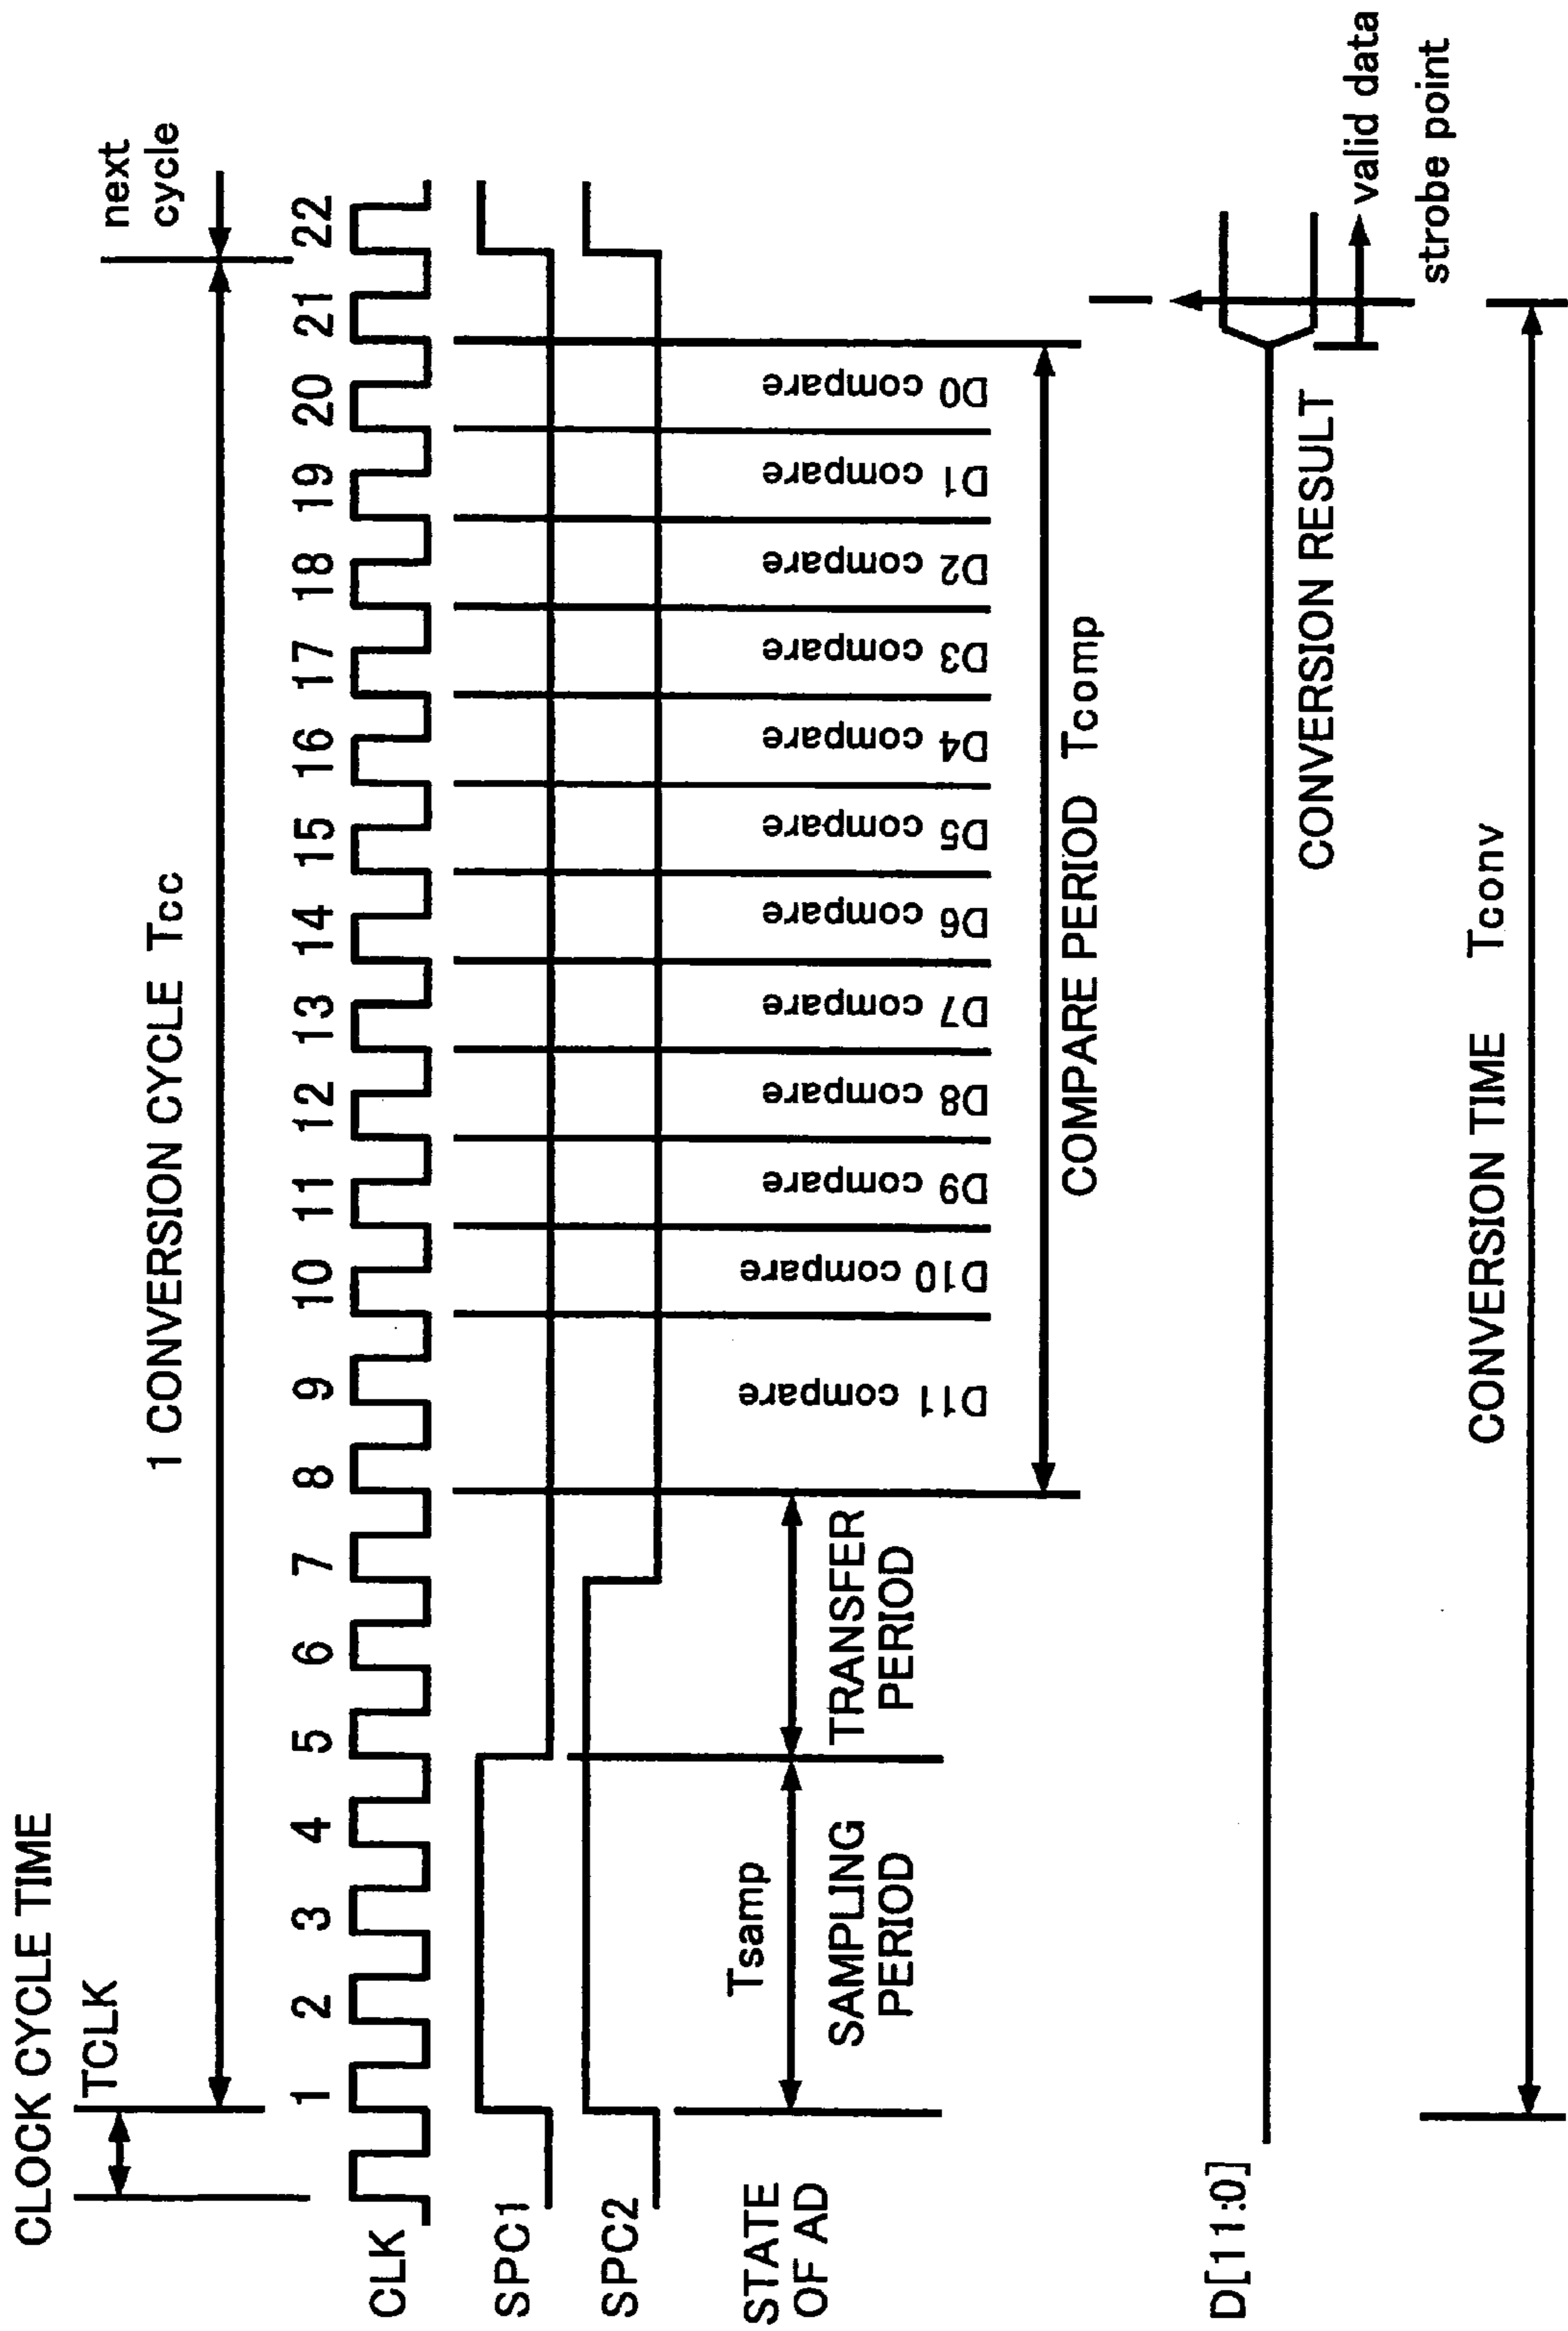 CLOCK CYCLE TIME
TCLK
1 CONVERSION CYCLE Tcc
next
cycle
1 2 3 4 5 6 7 8 9 10 11 12 13 14 15 16 17 18 19 20 21 22
CLK
SPC1
SPC2
STATE
OF AD
Tsamp
SAMPLING
PERIOD
TRANSFER
PERIOD
D11 compare
D10 compare
D9 compare
D8 compare
D7 compare
D6 compare
D5 compare
D4 compare
D3 compare
D2 compare
D1 compare
D0 compare
COMPARE PERIOD Tcomp
D[11:0]
CONVERSION RESULT
valid data
strobe point
CONVERSION TIME Tconv